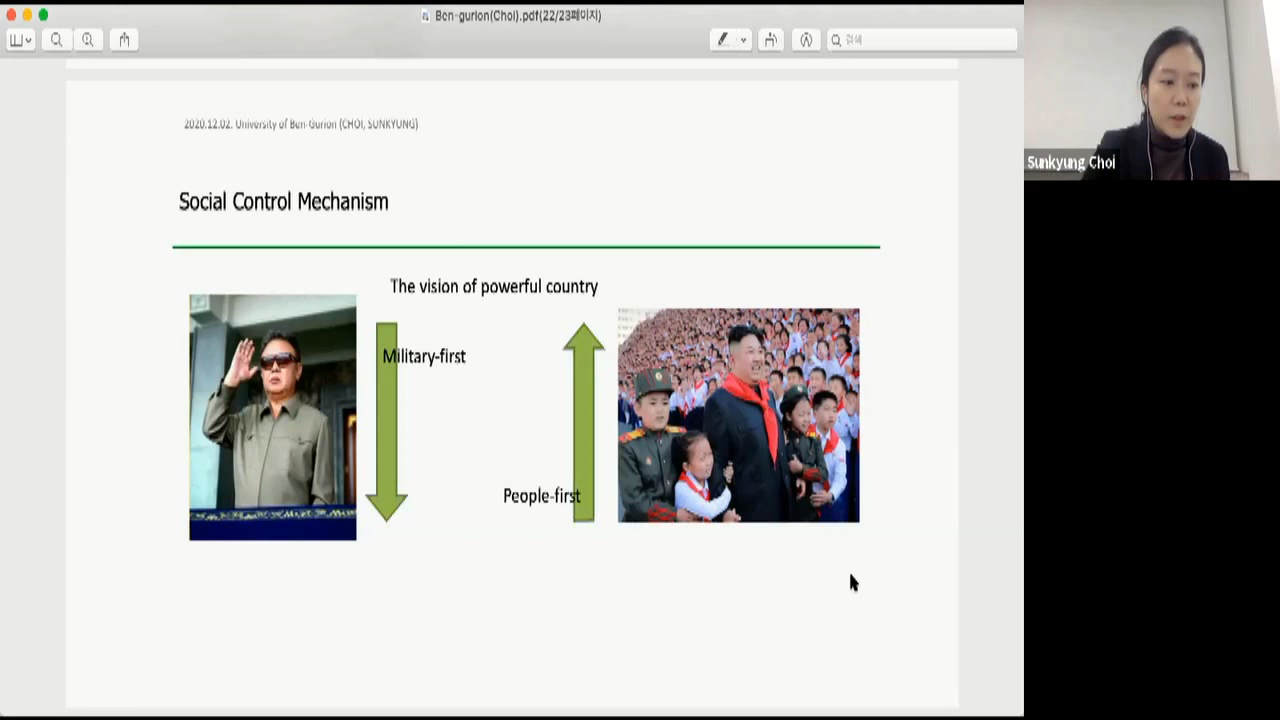 Ben-gurion(Choi).pdf(22/23페이지)
검색
2020.12.02. University of Ben-Gurion (CHOI, SUNKYUNG)
Sunkyung Choi
Social Control Mechanism
The vision of powerful country
Military-first
People-first